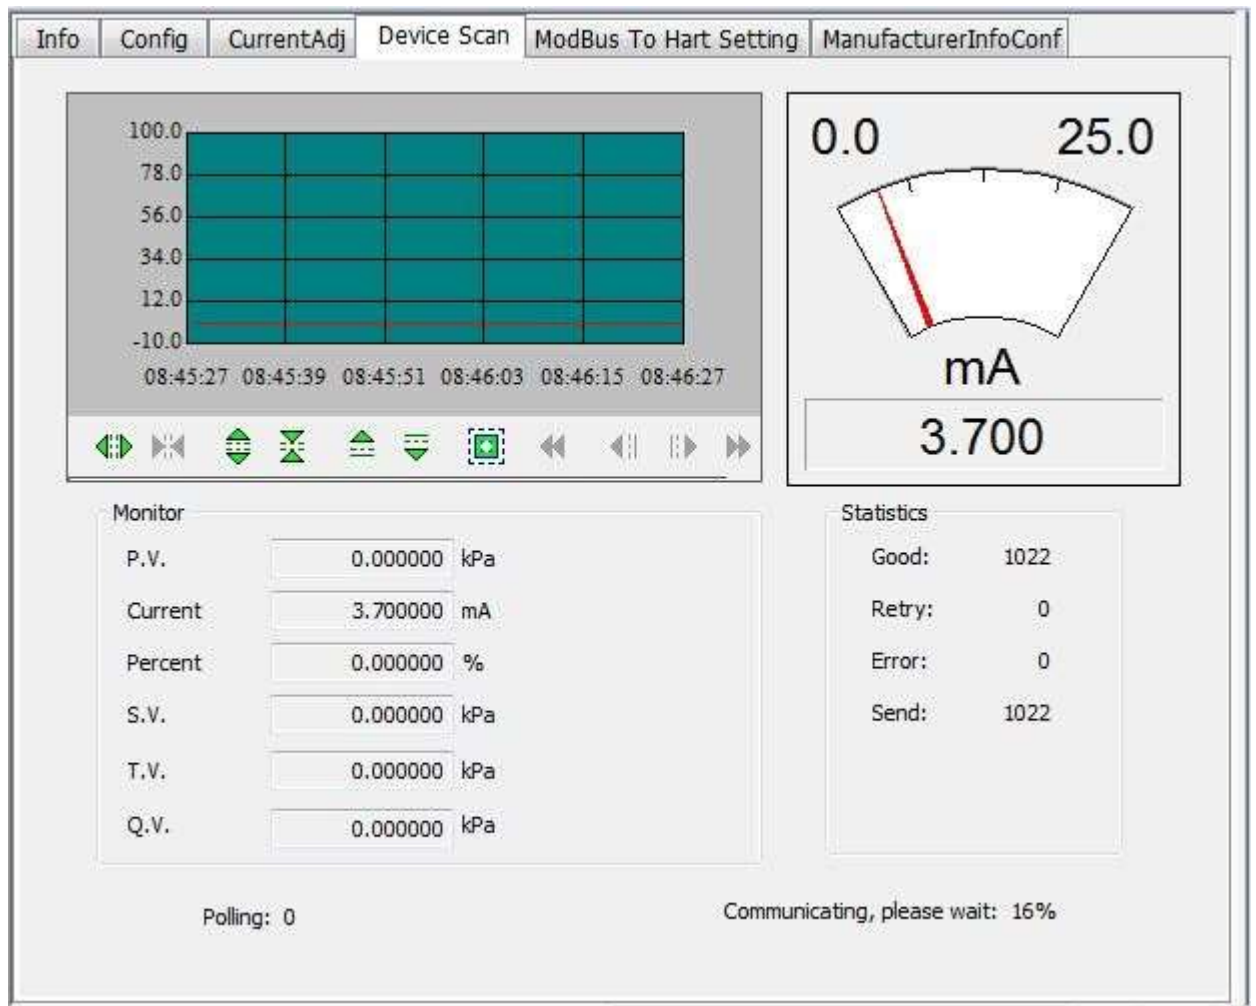 Info Config CurrentAdj Device Scan ModBus To Hart Setting ManufacturerInfoConf
100.0
78.0
56.0
34.0
12.0
-10.0
08:45:27 08:45:39 08:45:51 08:46:03 08:46:15 08:46:27
0.0 25.0
mA
3.700
Monitor
P.V. 0.000000 kPa
Current 3.700000 mA
Percent 0.000000 %
S.V. 0.000000 kPa
T.V. 0.000000 kPa
Q.V. 0.000000 kPa
Statistics
Good: 1022
Retry: 0
Error: 0
Send: 1022
Polling: 0
Communicating, please wait: 16%